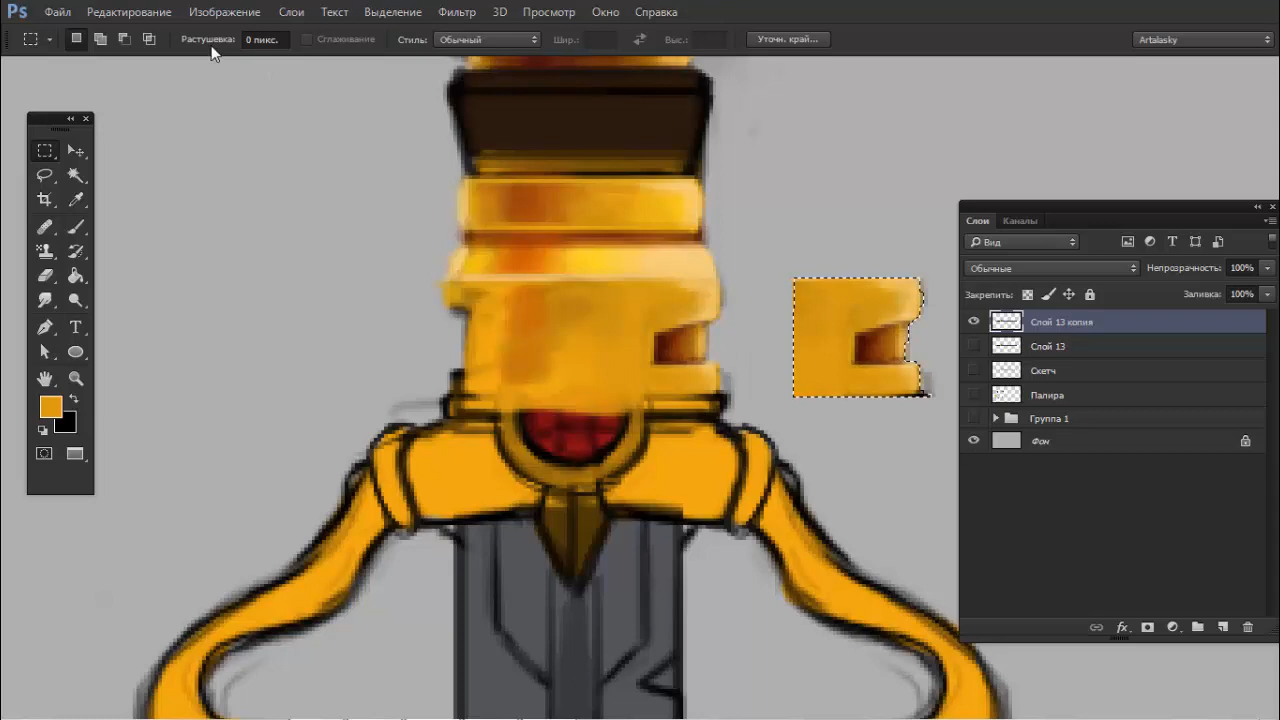 Ps Файл Редактирование Изображение Слои Текст Выделение Фильтр 3D Просмотр Окно Справка
Растушевка: 0 пикс. Сглаживание Стиль: Обычный Шир.: Выс.: Уточн. край... Artalasky
Слои Каналы
Вид
Обычные Непрозрачность: 100%
Закрепить: Заливка: 100%
Слой 13 копия
Слой 13
Скетч
Палира
Группа 1
Фон
T
T
fx